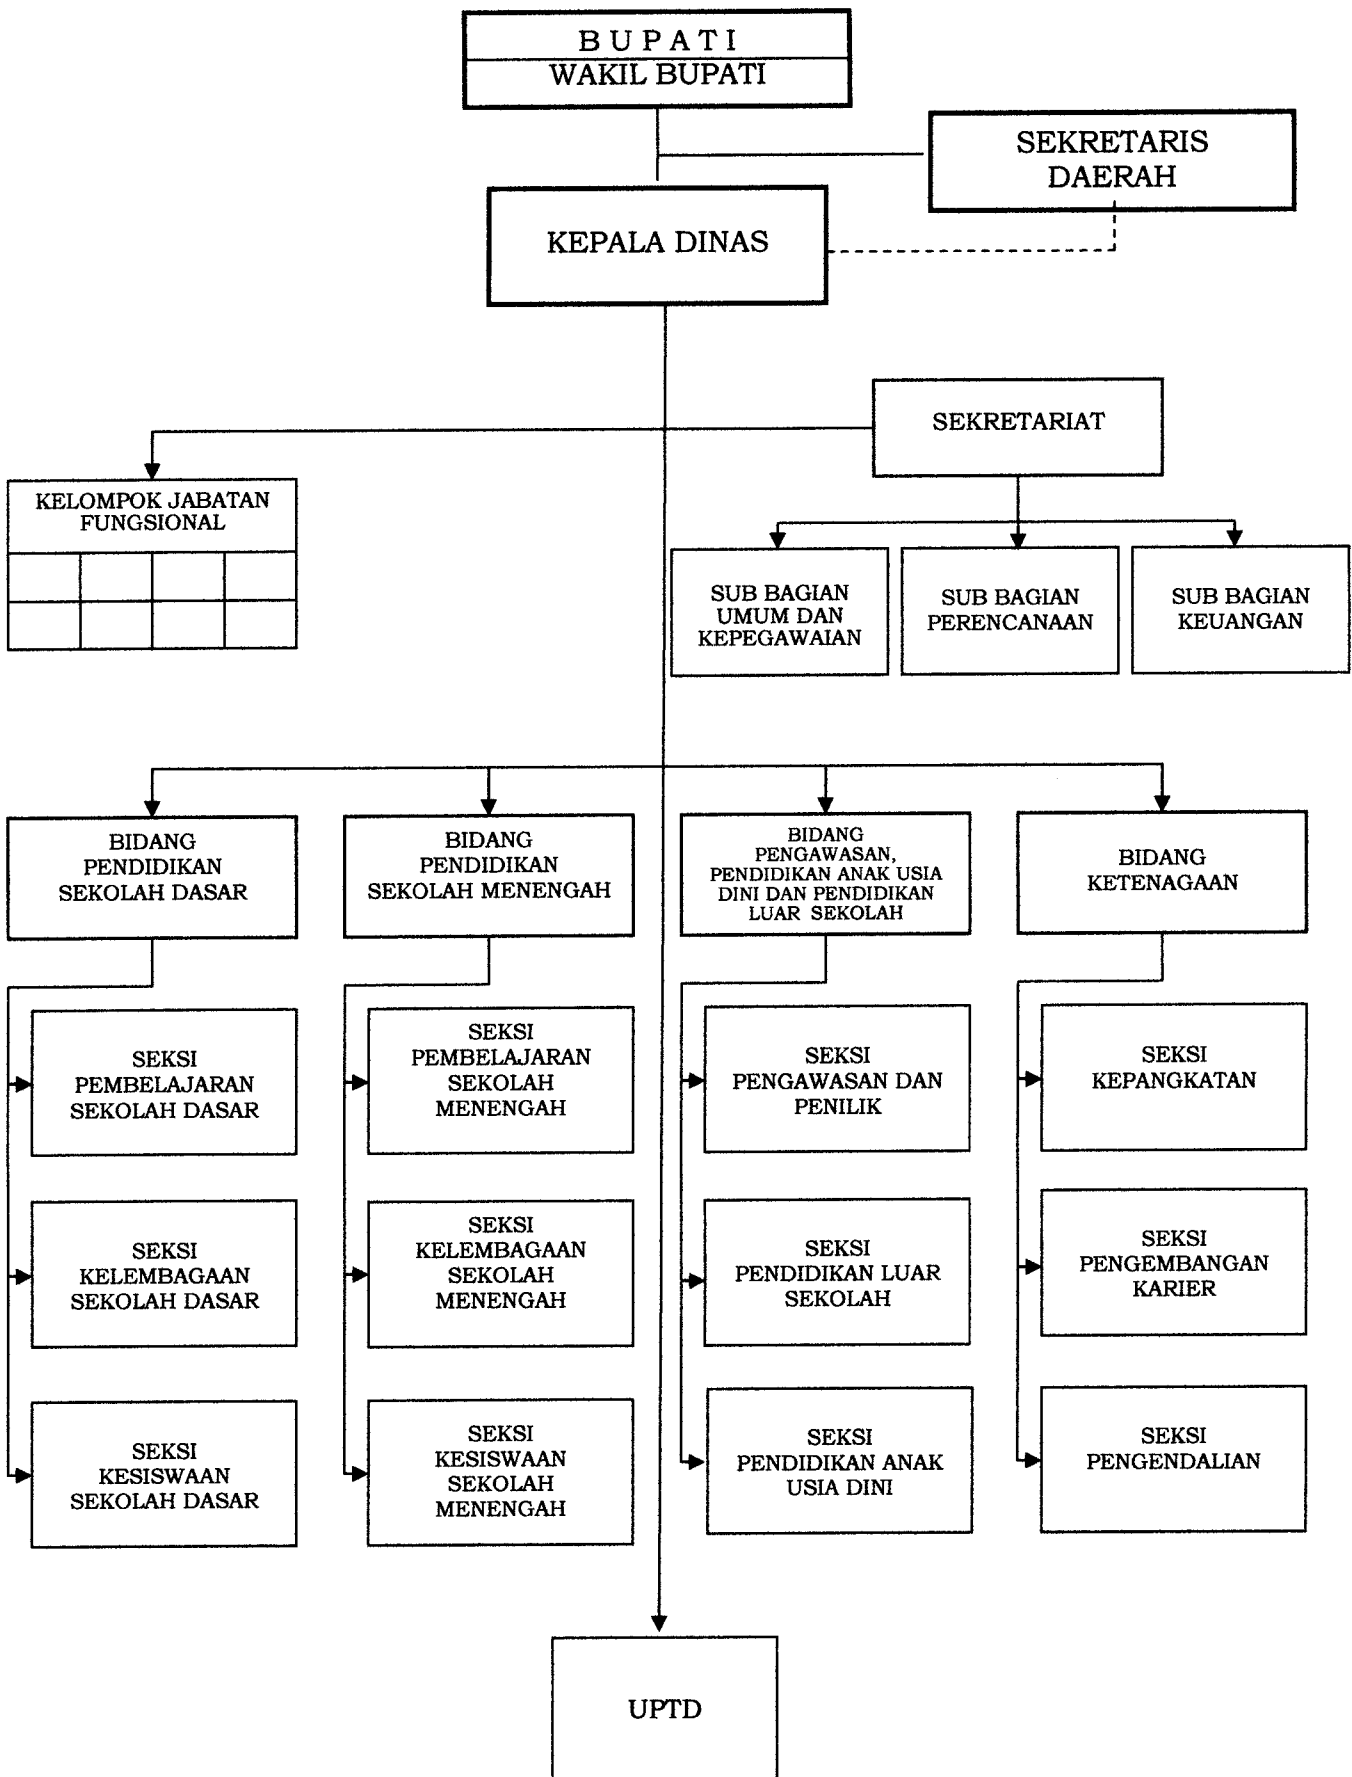 B U P A T I
WAKIL BUPATI
SEKRETARIS
DAERAH
KEPALA DINAS
SEKRETARIAT
KELOMPOK JABATAN
FUNGSIONAL
SUB BAGIAN
UMUM DAN
KEPEGAWAIAN
SUB BAGIAN
PERENCANAAN
SUB BAGIAN
KEUANGAN
BIDANG
PENDIDIKAN
SEKOLAH DASAR
BIDANG
PENDIDIKAN
SEKOLAH MENENGAH
BIDANG
PENGAWASAN,
PENDIDIKAN ANAK USIA
DINI DAN PENDIDIKAN
LUAR SEKOLAH
BIDANG
KETENAGAAN
SEKSI
PEMBELAJARAN
SEKOLAH DASAR
SEKSI
PEMBELAJARAN
SEKOLAH
MENENGAH
SEKSI
PENGAWASAN DAN
PENILIK
SEKSI
KEPANGKATAN
SEKSI
KELEMBAGAAN
SEKOLAH DASAR
SEKSI
KELEMBAGAAN
SEKOLAH
MENENGAH
SEKSI
PENDIDIKAN LUAR
SEKOLAH
SEKSI
PENGEMBANGAN
KARIER
SEKSI
KESISWAAN
SEKOLAH DASAR
SEKSI
KESISWAAN
SEKOLAH
MENENGAH
SEKSI
PENDIDIKAN ANAK
USIA DINI
SEKSI
PENGENDALIAN
UPTD